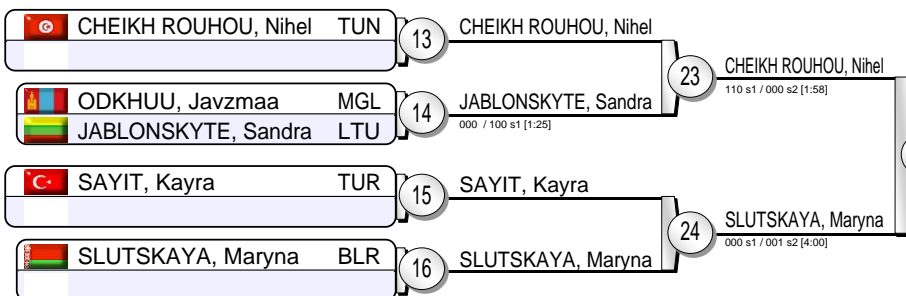 CHEIKH ROUHOU, Nihel TUN
13
CHEIKH ROUHOU, Nihel
23
CHEIKH ROUHOU, Nihel
110 s1 / 000 s2 [1:58]
ODKHUU, Javzmaa MGL
JABLONSKYTE, Sandra LTU
14
JABLONSKYTE, Sandra
000 / 100 s1 [1:25]
SAYIT, Kayra TUR
15
SAYIT, Kayra
24
SLUTSKAYA, Maryna
000 s1 / 001 s2 [4:00]
SLUTSKAYA, Maryna BLR
16
SLUTSKAYA, Maryna